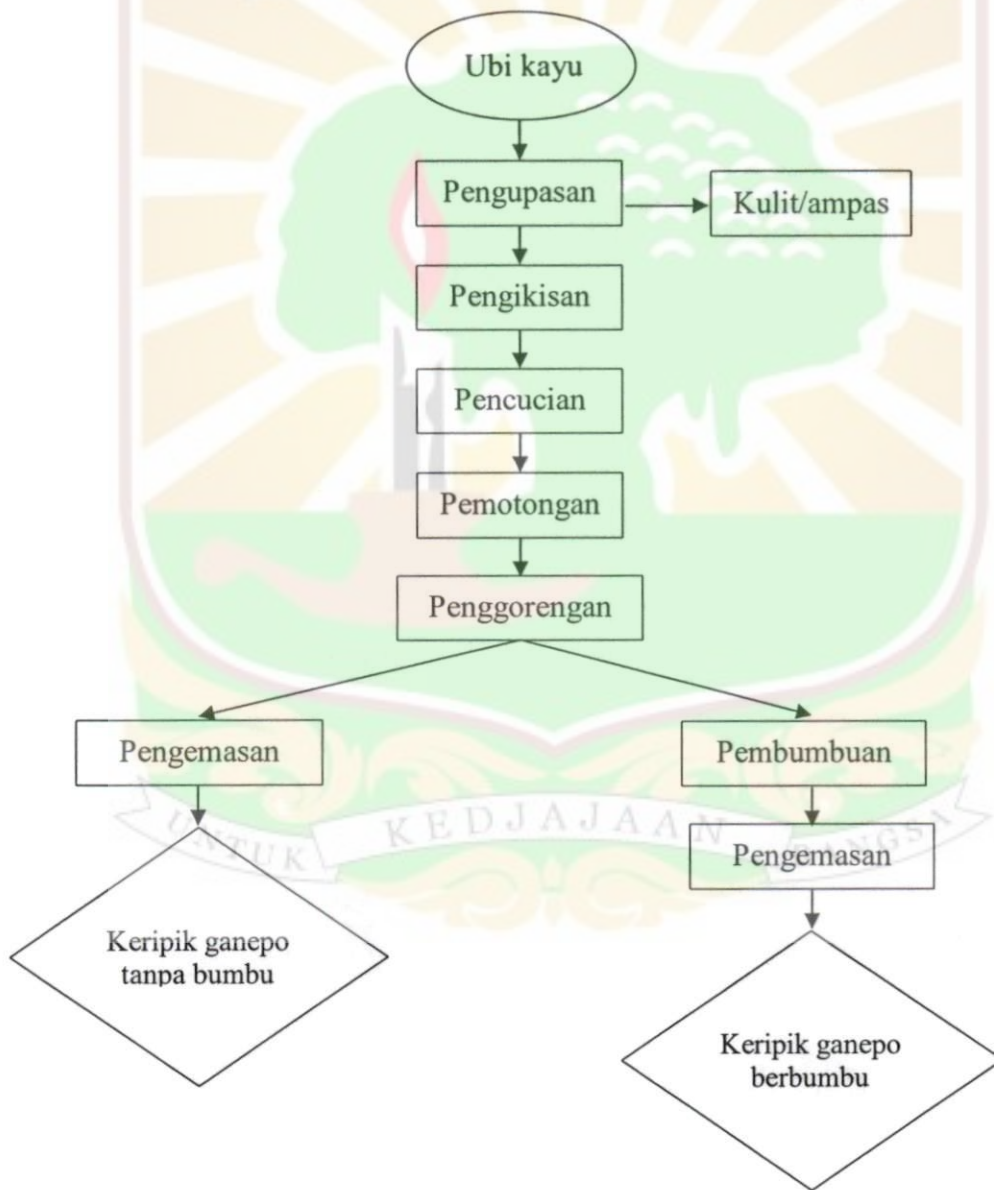 Ubi kayu
Pengupasan
Kulit/ampas
Pengikisan
Pencucian
Pemotongan
Penggorengan
Pengemasan
Pembumbuan
UNTUK KEDJAJAAN BANGSA
Pengemasan
Keripik ganepo
tanpa bumbu
Keripik ganepo
berbumbu